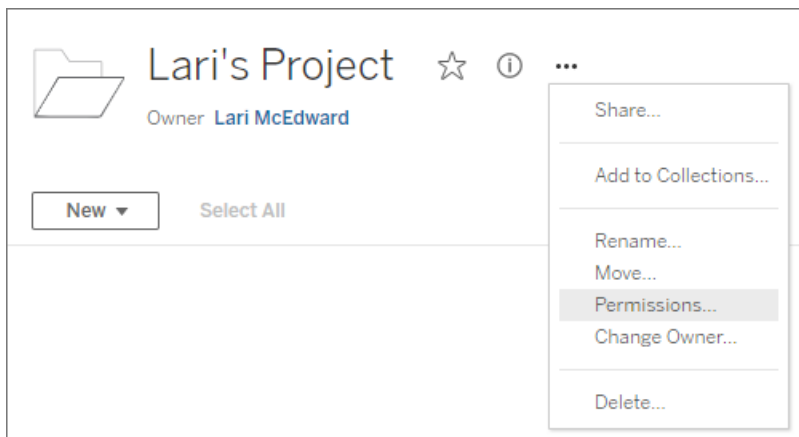 Lari's Project
Owner Lari McEdward
New
Select All
Share...
Add to Collections...
Rename...
Move...
Permissions...
Change Owner...
Delete...